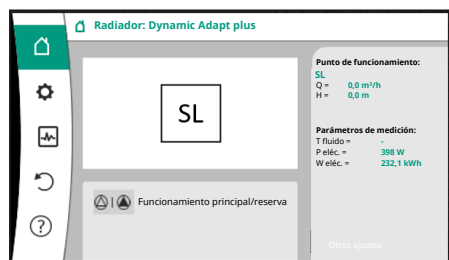 Radiador: Dynamic Adapt plus
SL
Funcionamiento principal/reserva
Punto de funcionamiento:
SL
Q = 0,0 m³/h
H = 0,0 m
Parámetros de medición:
T fluido = -
P eléc. = 398 W
W eléc. = 232,1 kWh
Otros ajustes